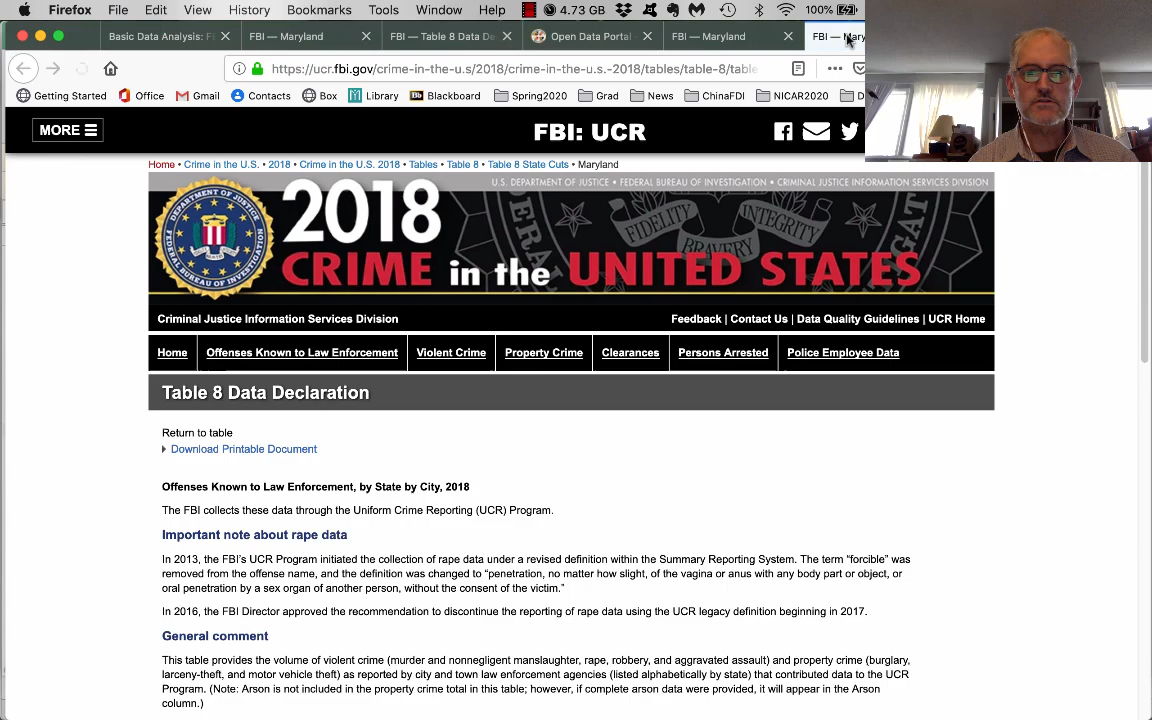 Firefox File Edit View History Bookmarks Tools Window Help 4.73 GB 100%
Basic Data Analysis: F FBI — Maryland FBI — Table 8 Data De Open Data Portal - FBI — Maryland FBI — Mary
https://ucr.fbi.gov/crime-in-the-u.s/2018/crime-in-the-u.s.-2018/tables/table-8/table
Getting Started Office Gmail Contacts Box Library Blackboard Spring2020 Grad News ChinaFDI NICAR2020 D
MORE FBI: UCR
Home • Crime in the U.S. • 2018 • Crime in the U.S. 2018 • Tables • Table 8 • Table 8 State Cuts • Maryland
U.S. DEPARTMENT OF JUSTICE • FEDERAL BUREAU OF INVESTIGATION • CRIMINAL JUSTICE INFORMATION SERVICES DIVISION
2018
CRIME in the UNITED STATES
FIDELITY BRAVERY INTEGRITY
Criminal Justice Information Services Division Feedback | Contact Us | Data Quality Guidelines | UCR Home
Home Offenses Known to Law Enforcement Violent Crime Property Crime Clearances Persons Arrested Police Employee Data
Table 8 Data Declaration
Return to table
Download Printable Document
Offenses Known to Law Enforcement, by State by City, 2018
The FBI collects these data through the Uniform Crime Reporting (UCR) Program.
Important note about rape data
In 2013, the FBI's UCR Program initiated the collection of rape data under a revised definition within the Summary Reporting System. The term “forcible” was
removed from the offense name, and the definition was changed to “penetration, no matter how slight, of the vagina or anus with any body part or object, or
oral penetration by a sex organ of another person, without the consent of the victim.”
In 2016, the FBI Director approved the recommendation to discontinue the reporting of rape data using the UCR legacy definition beginning in 2017.
General comment
This table provides the volume of violent crime (murder and nonnegligent manslaughter, rape, robbery, and aggravated assault) and property crime (burglary,
larceny-theft, and motor vehicle theft) as reported by city and town law enforcement agencies (listed alphabetically by state) that contributed data to the UCR
Program. (Note: Arson is not included in the property crime total in this table; however, if complete arson data were provided, it will appear in the Arson
column.)